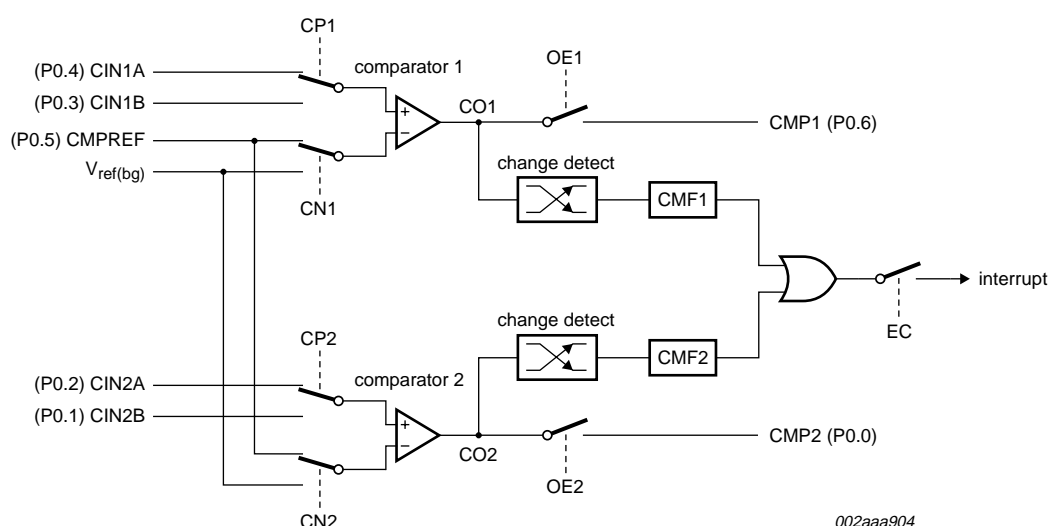 CP1
OE1
(P0.4) CIN1A
comparator 1
(P0.3) CIN1B
+
CO1
(P0.5) CMPREF
−
CMP1 (P0.6)
Vref(bg)
change detect
CN1
CMF1
interrupt
EC
CP2
change detect
CMF2
(P0.2) CIN2A
comparator 2
(P0.1) CIN2B
+
CMP2 (P0.0)
−
CO2
OE2
CN2
002aaa904